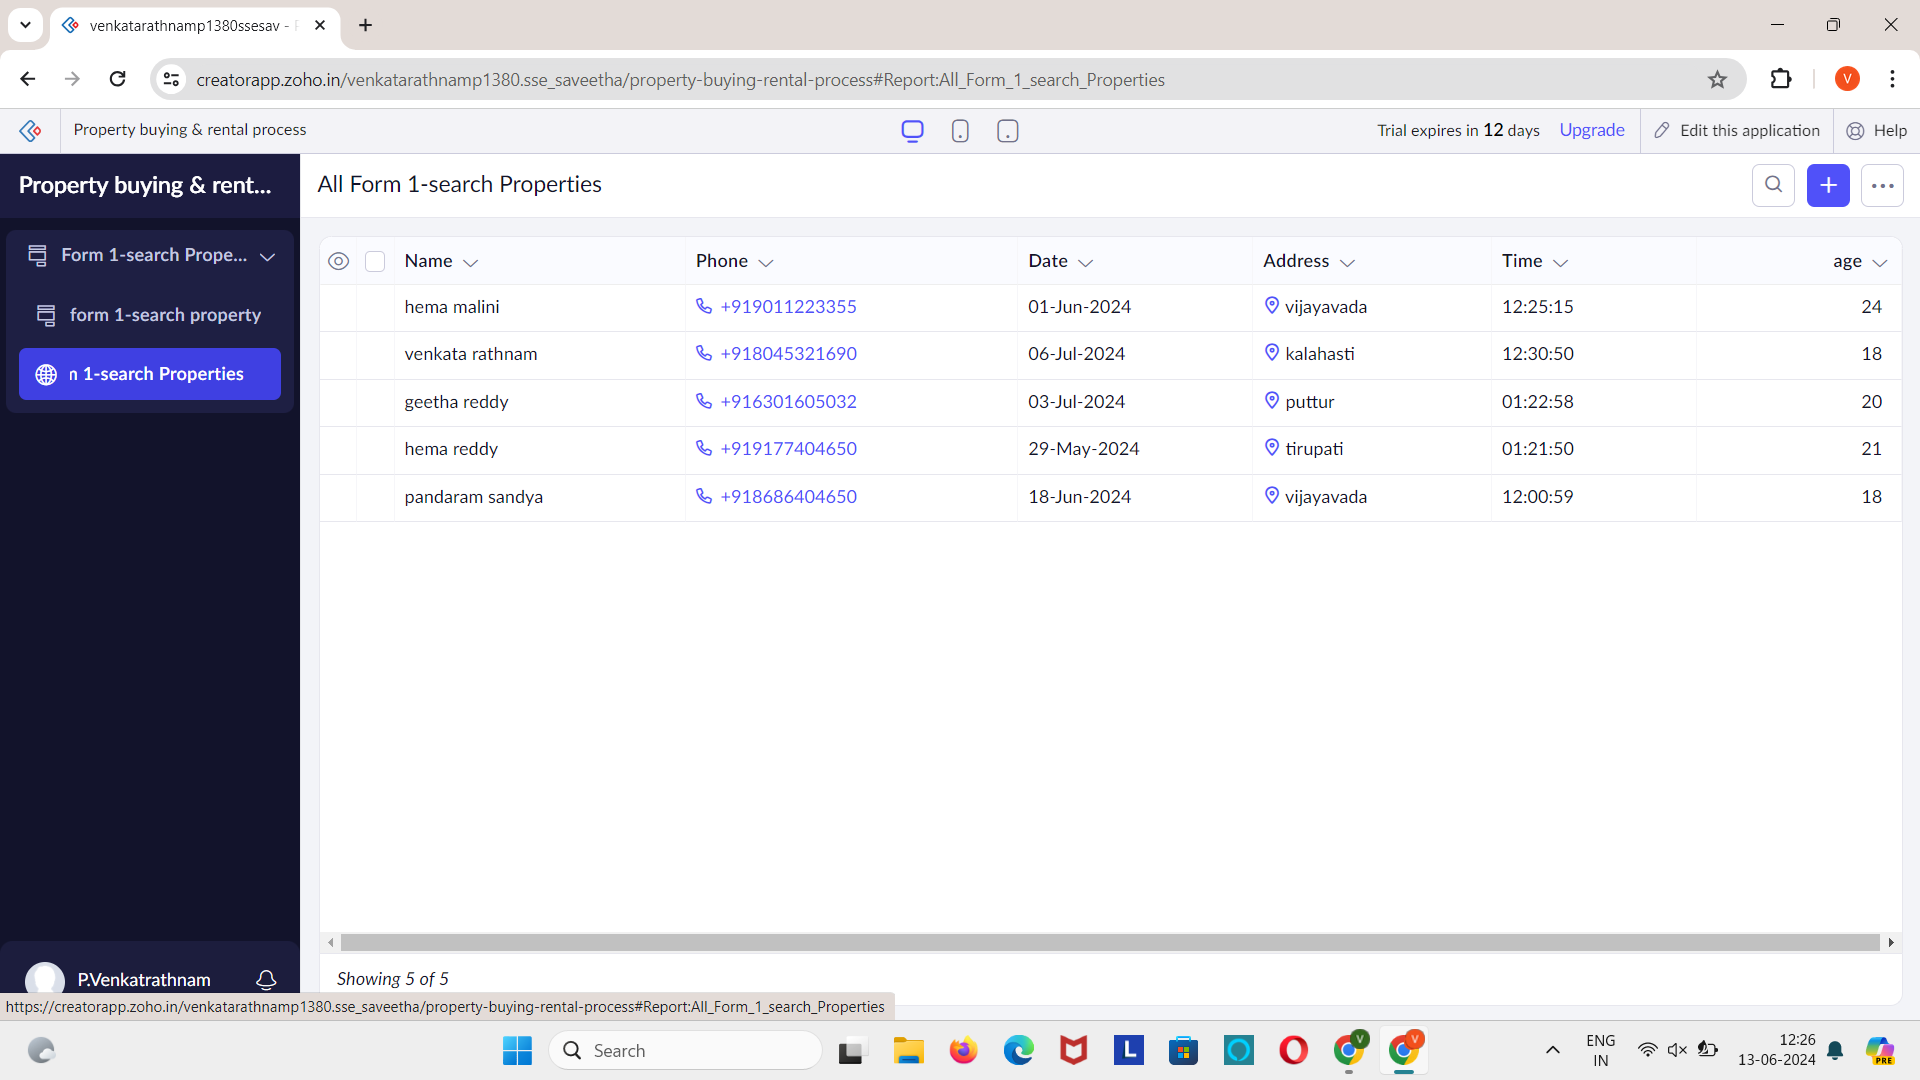 venkatarathnamp1380ssesav -
creatorapp.zoho.in/venkatarathnamp1380.sse_saveetha/property-buying-rental-process#Report:All_Form_1_search_Properties
V
Property buying & rental process
Trial expires in 12 days
Upgrade
Edit this application
Help
Property buying & rent...
All Form 1-search Properties
Form 1-search Prope...
form 1-search property
n 1-search Properties
Name Phone Date Address Time age
hema malini +919011223355 01-Jun-2024 vijayavada 12:25:15 24
venkata rathnam +918045321690 06-Jul-2024 kalahasti 12:30:50 18
geetha reddy +916301605032 03-Jul-2024 puttur 01:22:58 20
hema reddy +919177404650 29-May-2024 tirupati 01:21:50 21
pandaram sandya +918686404650 18-Jun-2024 vijayavada 12:00:59 18
P.Venkatrathnam
Showing 5 of 5
https://creatorapp.zoho.in/venkatarathnamp1380.sse_saveetha/property-buying-rental-process#Report:All_Form_1_search_Properties
Search
L
V
V
ENG
IN
12:26
13-06-2024
PRE